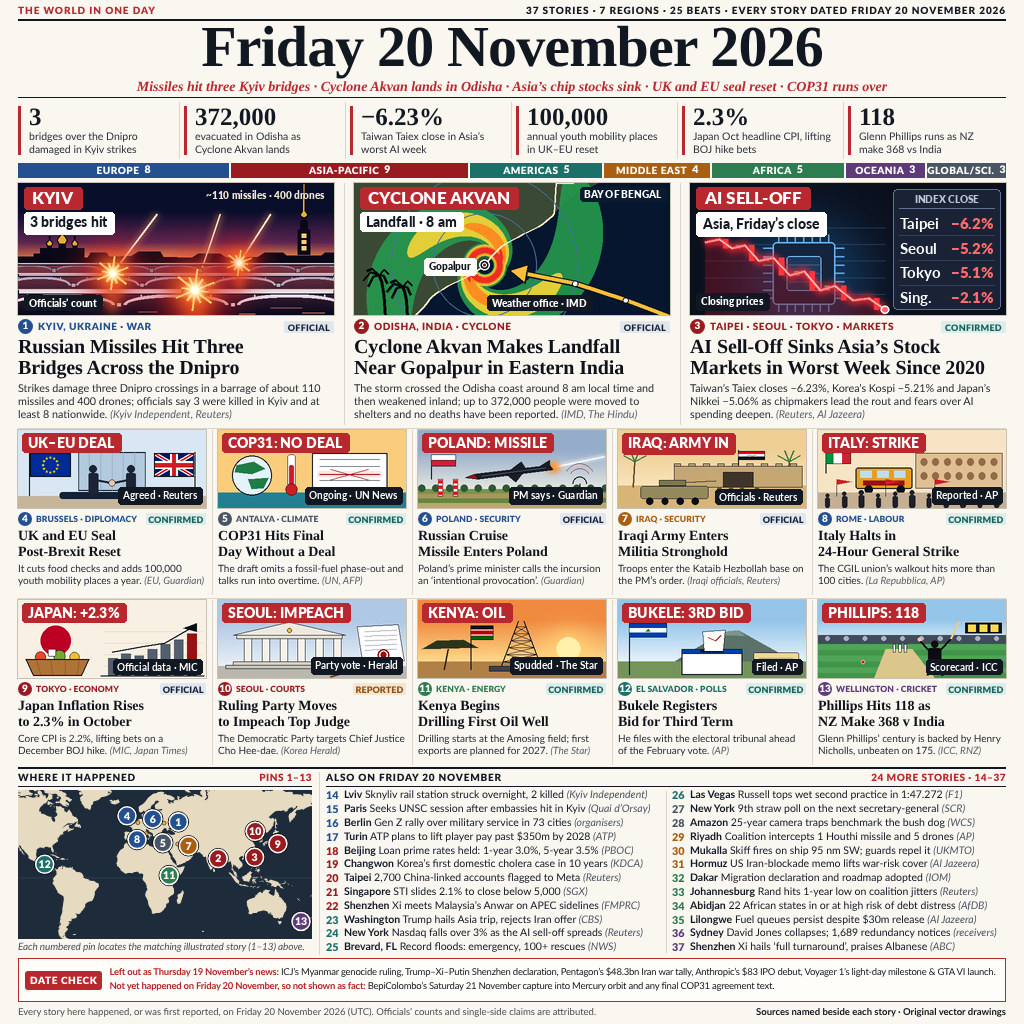 THE WORLD IN ONE DAY
37 STORIES · 7 REGIONS · 25 BEATS · EVERY STORY DATED FRIDAY 20 NOVEMBER 2026
Friday 20 November 2026
Missiles hit three Kyiv bridges · Cyclone Akvan lands in Odisha · Asia's chip stocks sink · UK and EU seal reset · COP31 runs over
3
bridges over the Dnipro
damaged in Kyiv strikes
372,000
evacuated in Odisha as
Cyclone Akvan lands
−6.23%
Taiwan Taiex close in Asia's
worst AI week
100,000
annual youth mobility places
in UK–EU reset
2.3%
Japan Oct headline CPI, lifting
BOJ hike bets
118
Glenn Phillips runs as NZ
make 368 vs India
EUROPE 8
ASIA-PACIFIC 9
AMERICAS 5
MIDDLE EAST 4
AFRICA 5
OCEANIA 3
GLOBAL/SCI. 3
KYIV
~110 missiles · 400 drones
3 bridges hit
Officials' count
CYCLONE AKVAN
BAY OF BENGAL
Landfall · 8 am
Gopalpur
Weather office · IMD
AI SELL-OFF
Asia, Friday's close
INDEX CLOSE
Taipei −6.2%
Seoul −5.2%
Tokyo −5.1%
Sing. −2.1%
Closing prices
1 KYIV, UKRAINE · WAR OFFICIAL
Russian Missiles Hit Three
Bridges Across the Dnipro
Strikes damage three Dnipro crossings in a barrage of about 110
missiles and 400 drones; officials say 3 were killed in Kyiv and at
least 8 nationwide. (Kyiv Independent, Reuters)
2 ODISHA, INDIA · CYCLONE OFFICIAL
Cyclone Akvan Makes Landfall
Near Gopalpur in Eastern India
The storm crossed the Odisha coast around 8 am local time and
then weakened inland; up to 372,000 people were moved to
shelters and no deaths have been reported. (IMD, The Hindu)
3 TAIPEI · SEOUL · TOKYO · MARKETS CONFIRMED
AI Sell-Off Sinks Asia's Stock
Markets in Worst Week Since 2020
Taiwan's Taiex closes −6.23%, Korea's Kospi −5.21% and Japan's
Nikkei −5.06% as chipmakers lead the rout and fears over AI
spending deepen. (Reuters, Al Jazeera)
UK–EU DEAL
Agreed · Reuters
COP31: NO DEAL
Ongoing · UN News
POLAND: MISSILE
PM says · Guardian
IRAQ: ARMY IN
Officials · Reuters
ITALY: STRIKE
Reported · AP
4 BRUSSELS · DIPLOMACY CONFIRMED
UK and EU Seal
Post-Brexit Reset
It cuts food checks and adds 100,000
youth mobility places a year. (EU, Guardian)
5 ANTALYA · CLIMATE CONFIRMED
COP31 Hits Final
Day Without a Deal
The draft omits a fossil-fuel phase-out and
talks run into overtime. (UN, AFP)
6 POLAND · SECURITY OFFICIAL
Russian Cruise
Missile Enters Poland
Poland's prime minister calls the incursion
an 'intentional provocation'. (Guardian)
7 IRAQ · SECURITY OFFICIAL
Iraqi Army Enters
Militia Stronghold
Troops enter the Kataib Hezbollah base on
the PM's order. (Iraqi officials, Reuters)
8 ROME · LABOUR CONFIRMED
Italy Halts in
24-Hour General Strike
The CGIL union's walkout hits more than
100 cities. (La Repubblica, AP)
JAPAN: +2.3%
Official data · MIC
SEOUL: IMPEACH
Party vote · Herald
KENYA: OIL
Spudded · The Star
BUKELE: 3RD BID
Filed · AP
PHILLIPS: 118
Scorecard · ICC
9 TOKYO · ECONOMY OFFICIAL
Japan Inflation Rises
to 2.3% in October
Core CPI is 2.2%, lifting bets on a
December BOJ hike. (MIC, Japan Times)
10 SEOUL · COURTS REPORTED
Ruling Party Moves
to Impeach Top Judge
The Democratic Party targets Chief Justice
Cho Hee-dae. (Korea Herald)
11 KENYA · ENERGY CONFIRMED
Kenya Begins
Drilling First Oil Well
Drilling starts at the Amosing field; first
exports are planned for 2027. (The Star)
12 EL SALVADOR · POLLS CONFIRMED
Bukele Registers
Bid for Third Term
He files with the electoral tribunal ahead
of the February vote. (AP)
13 WELLINGTON · CRICKET CONFIRMED
Phillips Hits 118 as
NZ Make 368 v India
Glenn Phillips' century is backed by Henry
Nicholls, unbeaten on 175. (ICC, RNZ)
WHERE IT HAPPENED PINS 1–13
4
6
1
8
5
7
10
9
3
2
12
11
13
Each numbered pin locates the matching illustrated story (1–13) above.
ALSO ON FRIDAY 20 NOVEMBER 24 MORE STORIES · 14–37
14 Lviv Sknyliv rail station struck overnight, 2 killed (Kyiv Independent)
15 Paris Seeks UNSC session after embassies hit in Kyiv (Quai d'Orsay)
16 Berlin Gen Z rally over military service in 73 cities (organisers)
17 Turin ATP plans to lift player pay past $350m by 2028 (ATP)
18 Beijing Loan prime rates held: 1-year 3.0%, 5-year 3.5% (PBOC)
19 Changwon Korea's first domestic cholera case in 10 years (KDCA)
20 Taipei 2,700 China-linked accounts flagged to Meta (Reuters)
21 Singapore STI slides 2.1% to close below 5,000 (SGX)
22 Shenzhen Xi meets Malaysia's Anwar on APEC sidelines (FMPRC)
23 Washington Trump hails Asia trip, rejects Iran offer (CBS)
24 New York Nasdaq falls over 3% as the AI sell-off spreads (Reuters)
25 Brevard, FL Record floods: emergency, 100+ rescues (NWS)
26 Las Vegas Russell tops wet second practice in 1:47.272 (F1)
27 New York 9th straw poll on the next secretary-general (SCR)
28 Amazon 25-year camera traps benchmark the bush dog (WCS)
29 Riyadh Coalition intercepts 1 Houthi missile and 5 drones (AP)
30 Mukalla Skiff fires on ship 95 nm SW; guards repel it (UKMTO)
31 Hormuz US Iran-blockade memo lifts war-risk cover (Al Jazeera)
32 Dakar Migration declaration and roadmap adopted (IOM)
33 Johannesburg Rand hits 1-year low on coalition jitters (Reuters)
34 Abidjan 22 African states in or at high risk of debt distress (AfDB)
35 Lilongwe Fuel queues persist despite $30m release (Al Jazeera)
36 Sydney David Jones collapses; 1,689 redundancy notices (receivers)
37 Shenzhen Xi hails 'full turnaround', praises Albanese (ABC)
DATE CHECK
Left out as Thursday 19 November's news: ICJ's Myanmar genocide ruling, Trump–Xi–Putin Shenzhen declaration, Pentagon's $48.3bn Iran war tally, Anthropic's $83 IPO debut, Voyager 1's light-day milestone & GTA VI launch.
Not yet happened on Friday 20 November, so not shown as fact: BepiColombo's Saturday 21 November capture into Mercury orbit and any final COP31 agreement text.
Every story here happened, or was first reported, on Friday 20 November 2026 (UTC). Officials' counts and single-side claims are attributed.
Sources named beside each story · Original vector drawings